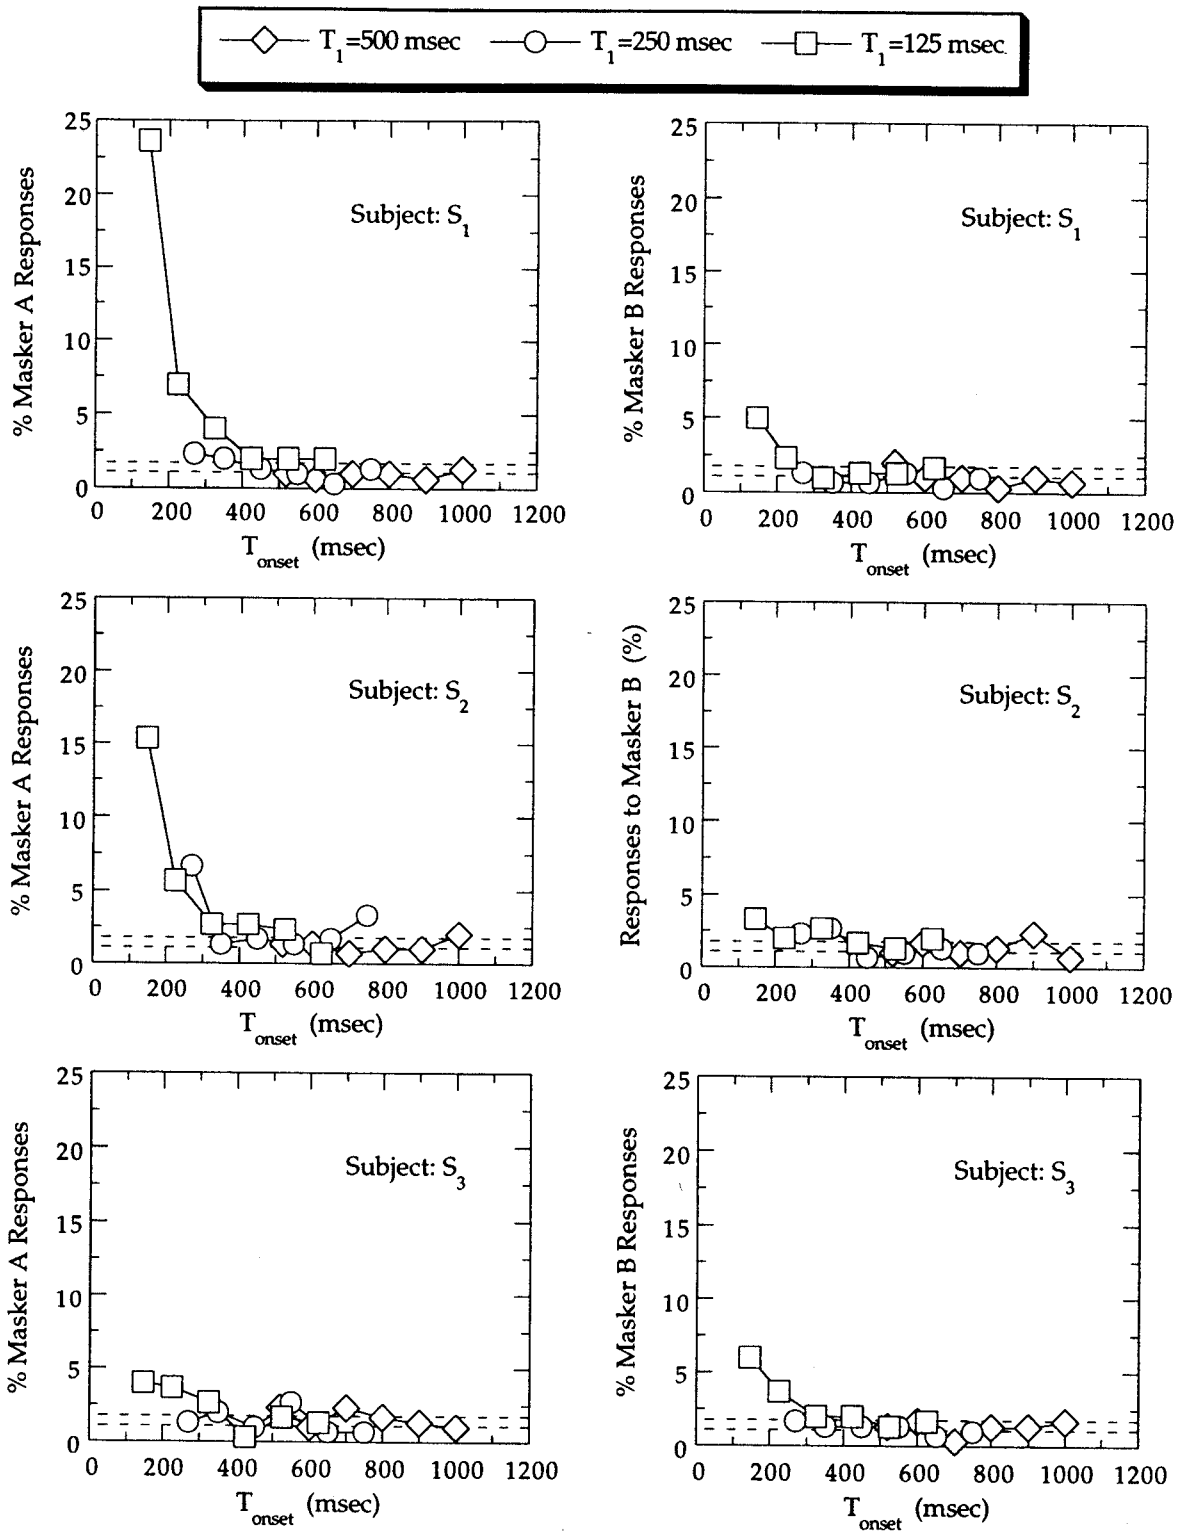 T1=500 msec T1=250 msec T1=125 msec
25
20
15
10
5
0
% Masker A Responses
Subject: S1
0 200 400 600 800 1000 1200
Tonset (msec)
25
20
15
10
5
0
% Masker B Responses
Subject: S1
0 200 400 600 800 1000 1200
Tonset (msec)
25
20
15
10
5
0
% Masker A Responses
Subject: S2
0 200 400 600 800 1000 1200
Tonset (msec)
25
20
15
10
5
0
Responses to Masker B (%)
Subject: S2
0 200 400 600 800 1000 1200
Tonset (msec)
25
20
15
10
5
0
% Masker A Responses
Subject: S3
0 200 400 600 800 1000 1200
Tonset (msec)
25
20
15
10
5
0
% Masker B Responses
Subject: S3
0 200 400 600 800 1000 1200
Tonset (msec)